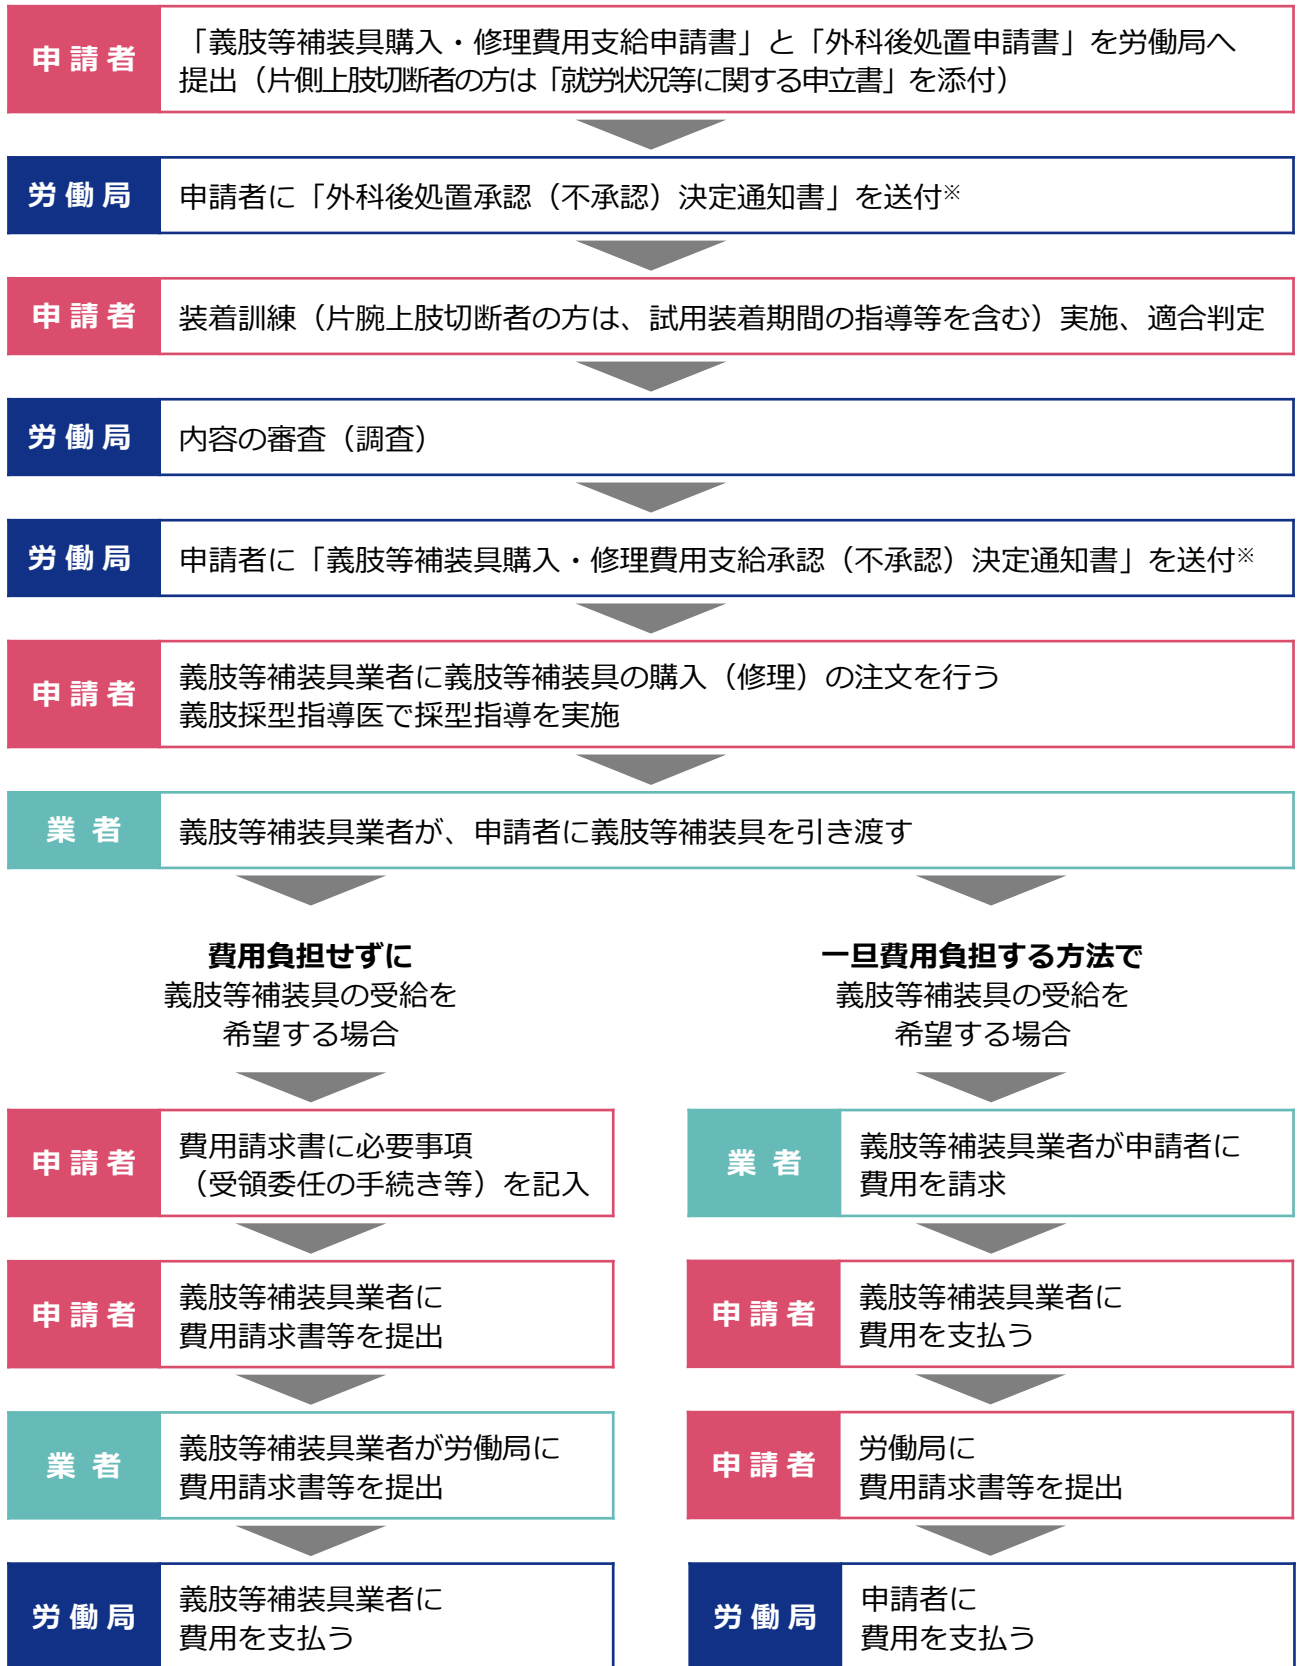 申請者
「義肢等補装具購入・修理費用支給申請書」と「外科後処置申請書」を労働局へ
提出（片側上肢切断者の方は「就労状況等に関する申立書」を添付）
労働局
申請者に「外科後処置承認（不承認）決定通知書」を送付※
申請者
装着訓練（片腕上肢切断者の方は、試用装着期間の指導等を含む）実施、適合判定
労働局
内容の審査（調査）
労働局
申請者に「義肢等補装具購入・修理費用支給承認（不承認）決定通知書」を送付※
申請者
義肢等補装具業者に義肢等補装具の購入（修理）の注文を行う
義肢採型指導医で採型指導を実施
業者
義肢等補装具業者が、申請者に義肢等補装具を引き渡す
費用負担せずに
義肢等補装具の受給を
希望する場合
申請者
費用請求書に必要事項
（受領委任の手続き等）を記入
申請者
義肢等補装具業者に
費用請求書等を提出
業者
義肢等補装具業者が労働局に
費用請求書等を提出
労働局
義肢等補装具業者に
費用を支払う
一旦費用負担する方法で
義肢等補装具の受給を
希望する場合
業者
義肢等補装具業者が申請者に
費用を請求
申請者
義肢等補装具業者に
費用を支払う
申請者
労働局に
費用請求書等を提出
労働局
申請者に
費用を支払う